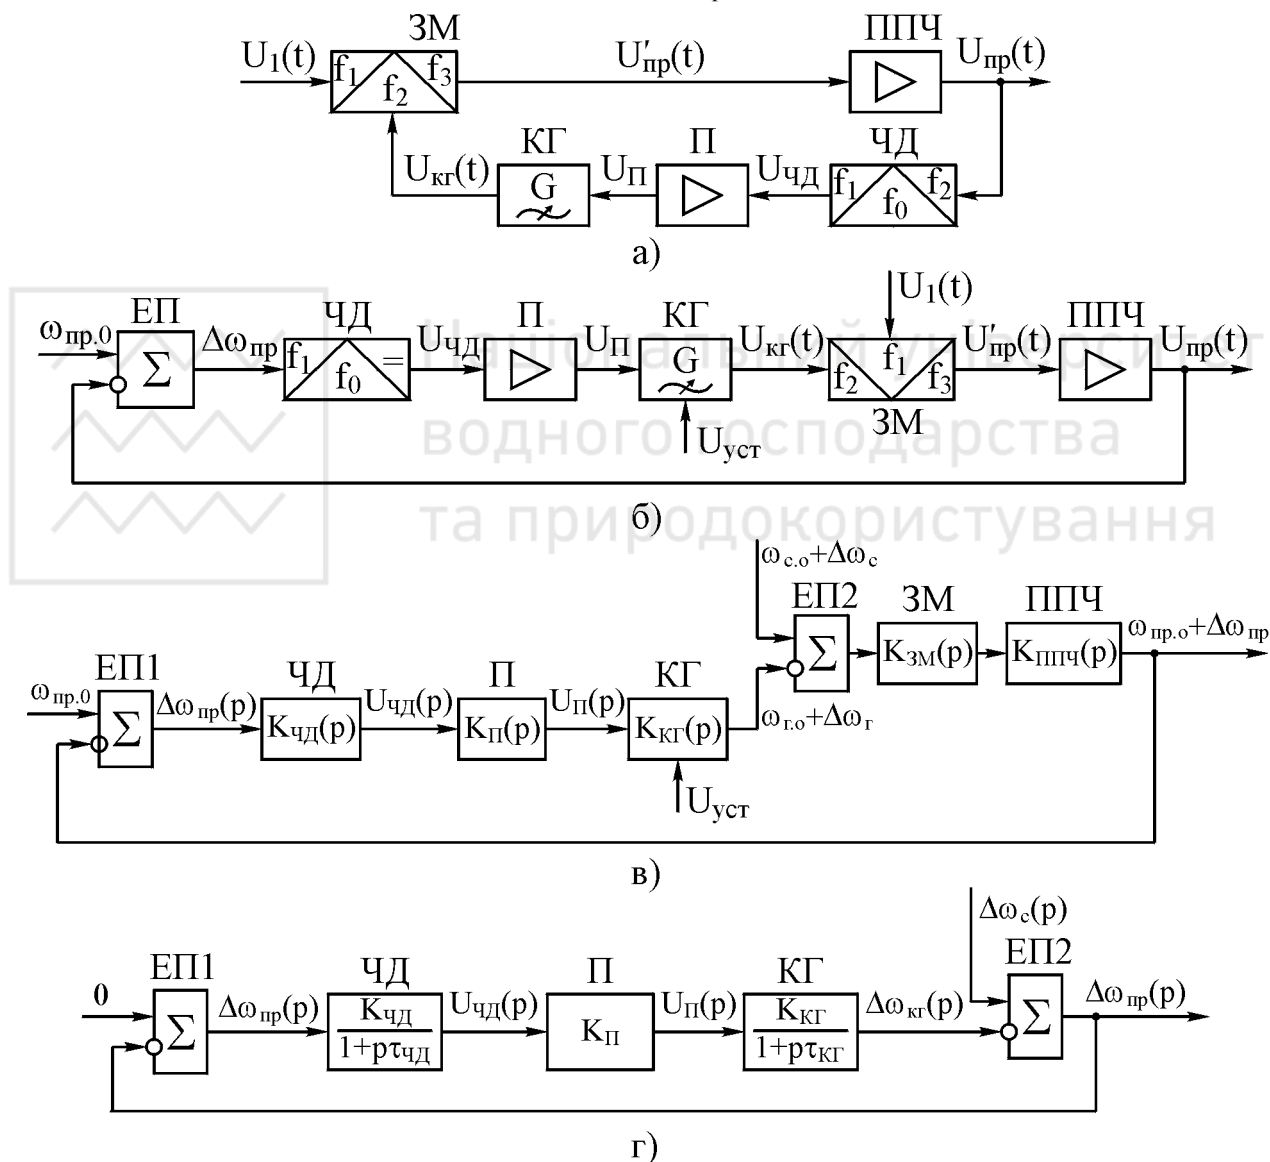 ЗМ ППЧ
U₁(t) f₁ f₂ f₃ U′пр(t) Uпр(t)
КГ П ЧД
Uкг(t) G UП UЧД f₁ f₀ f₂
а)
U₁(t)
ЕП ЧД П КГ ППЧ
ωпр.0 Σ Δωпр f₁ f₀ = UЧД UП G Uкг(t) f₂ f₁ f₃ U′пр(t) Uпр(t)
ЗМ
Uуст
Національний університет
водного господарства
та природокористування
б)
ωс.о+Δωс
ЕП2 ЗМ ППЧ
Σ KЗМ(p) KППЧ(p) ωпр.о+Δωпр
ЕП1 ЧД П КГ
ωпр.0 Σ Δωпр(p) KЧД(p) UЧД(p) KП(p) UП(p) KКГ(p) ωг.о+Δωг
Uуст
в)
Δωс(p)
ЕП1 ЧД П КГ ЕП2
0 Σ Δωпр(p) KЧД UЧД(p) KП UП(p) KКГ Δωкг(p) Σ Δωпр(p)
1+pτЧД 1+pτКГ
г)